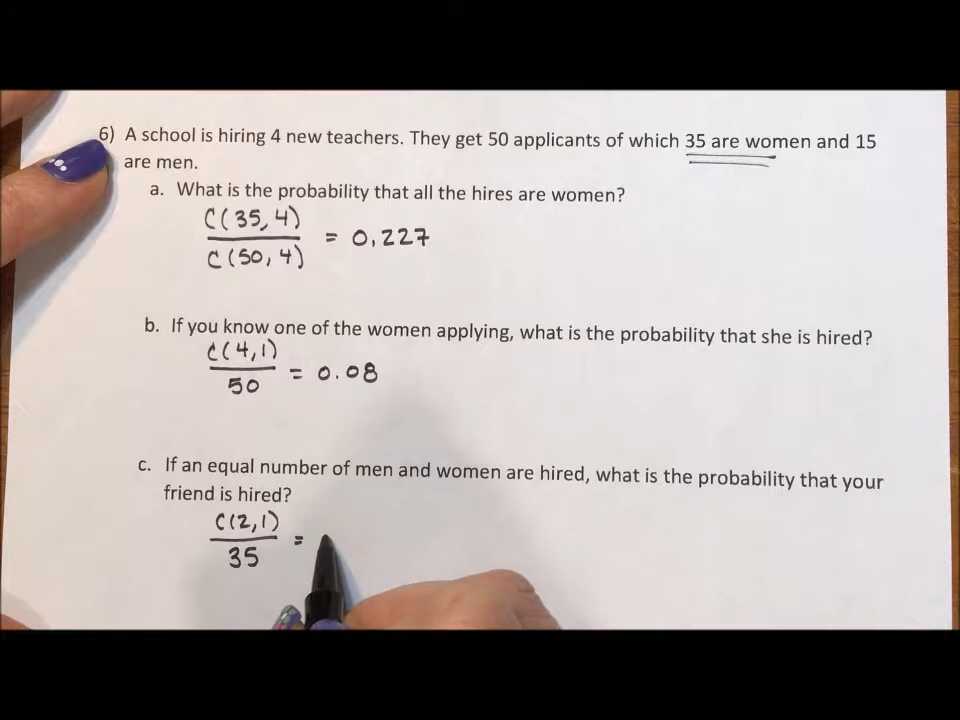 6) A school is hiring 4 new teachers. They get 50 applicants of which 35 are women and 15
are men.
a. What is the probability that all the hires are women?
C(35,4)
= 0,227
C(50,4)
b. If you know one of the women applying, what is the probability that she is hired?
C(4,1)
= 0.08
50
c. If an equal number of men and women are hired, what is the probability that your
friend is hired?
C(2,1)
=
35